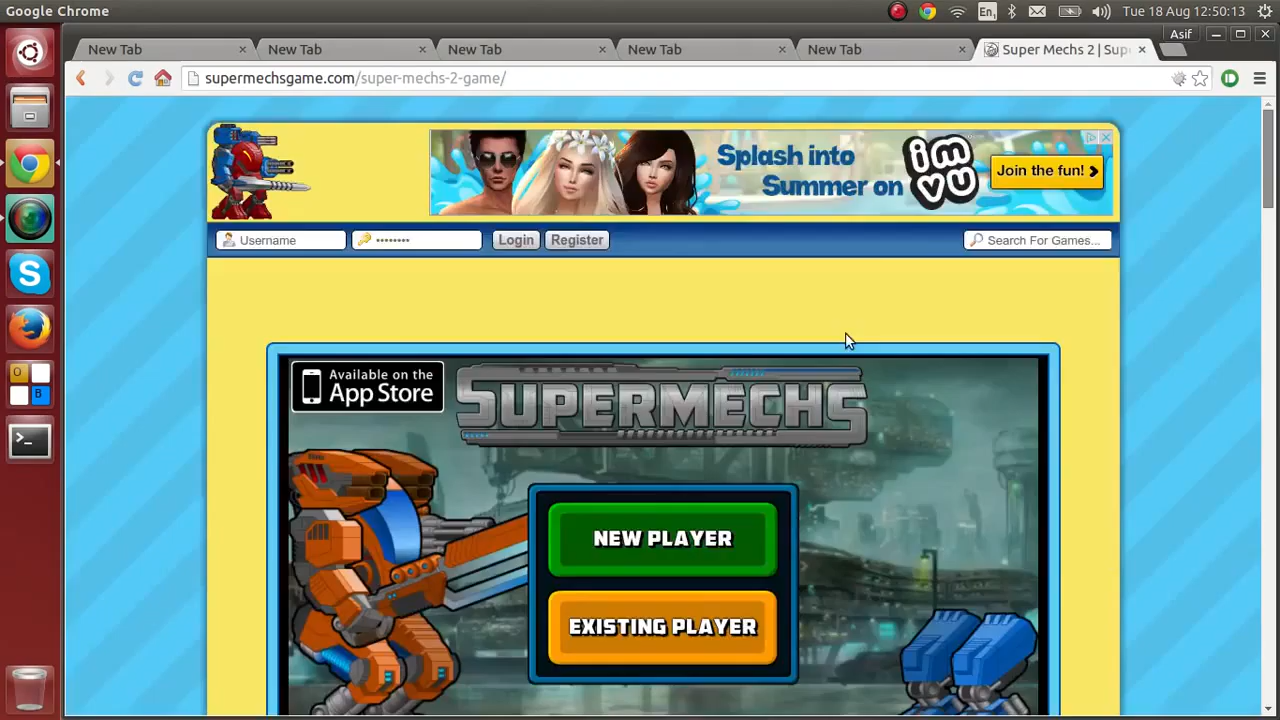 Google Chrome
En
Tue 18 Aug 12:50:13
New Tab
New Tab
New Tab
New Tab
New Tab
Super Mechs 2 | Sup
Asif
supermechsgame.com/super-mechs-2-game/
Splash into
Summer on
imvu
Join the fun!
Username
••••••••
Login
Register
Search For Games...
Available on the
App Store
SUPERMECHS
NEW PLAYER
EXISTING PLAYER
S
O
B
>_